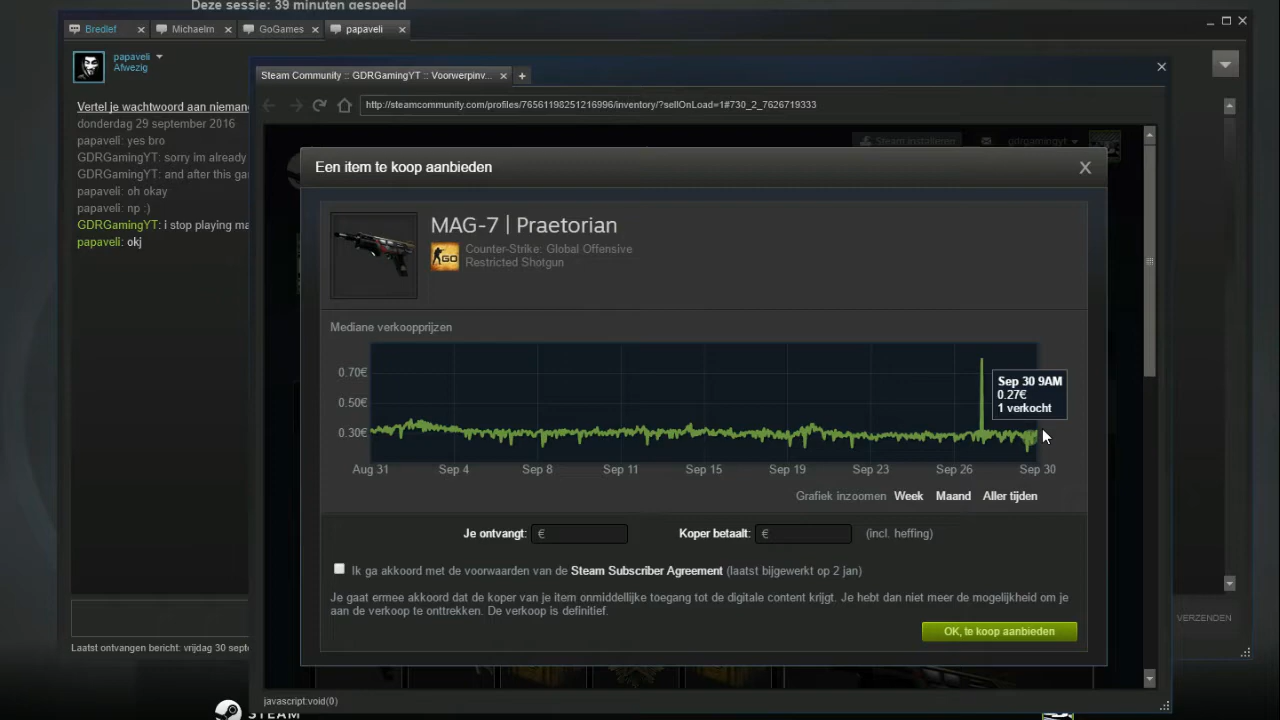 Deze sessie: 39 minuten gespeeld
Bredlef
Michaelm
GoGames
papaveli
papaveli
Afwezig
Vertel je wachtwoord aan nieman
donderdag 29 september 2016
papaveli: yes bro
GDRGamingYT: sorry im already
GDRGamingYT: and after this ga
papaveli: oh okay
papaveli: np :)
GDRGamingYT: i stop playing ma
papaveli: okj
Laatst ontvangen bericht: vrijdag 30 septe
VERZENDEN
Steam Community :: GDRGamingYT :: Voorwerpinv...
http://steamcommunity.com/profiles/76561198251216996/inventory/?sellOnLoad=1#730_2_7626719333
Steam installeren
gdrgamingyt
Een item te koop aanbieden
X
MAG-7 | Praetorian
GO
Counter-Strike: Global Offensive
Restricted Shotgun
Mediane verkoopprijzen
0.70€
0.50€
0.30€
Sep 30 9AM
0.27€
1 verkocht
Aug 31 Sep 4 Sep 8 Sep 11 Sep 15 Sep 19 Sep 23 Sep 26 Sep 30
Grafiek inzoomen Week Maand Aller tijden
Je ontvangt: € Koper betaalt: € (incl. heffing)
Ik ga akkoord met de voorwaarden van de Steam Subscriber Agreement (laatst bijgewerkt op 2 jan)
Je gaat ermee akkoord dat de koper van je item onmiddellijke toegang tot de digitale content krijgt. Je hebt dan niet meer de mogelijkheid om je
aan de verkoop te onttrekken. De verkoop is definitief.
OK, te koop aanbieden
javascript:void(0)
STEAM